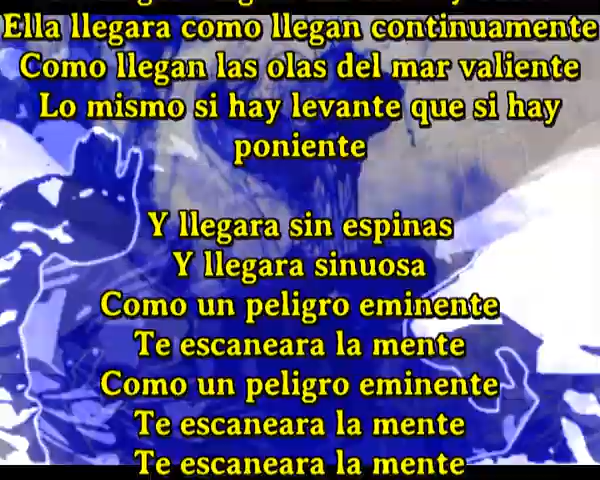 Ella llegara como llegan continuamente
Como llegan las olas del mar valiente
Lo mismo si hay levante que si hay
poniente
Y llegara sin espinas
Y llegara sinuosa
Como un peligro eminente
Te escaneara la mente
Como un peligro eminente
Te escaneara la mente
Te escaneara la mente